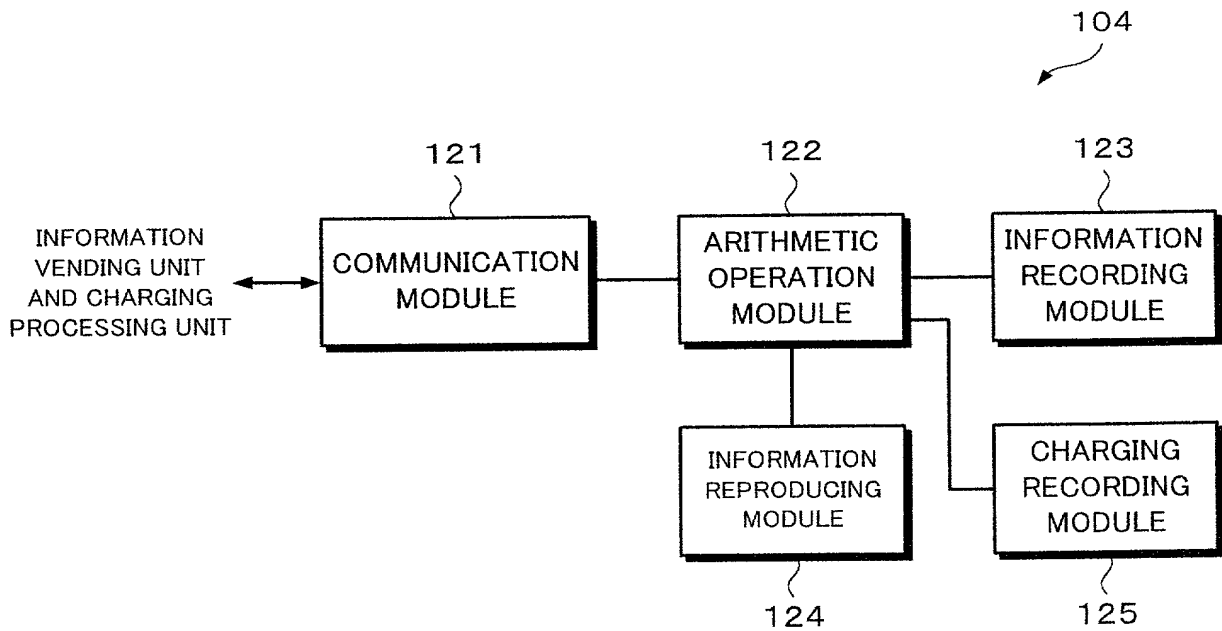 104
121
122
123
INFORMATION
VENDING UNIT
AND CHARGING
PROCESSING UNIT
COMMUNICATION
MODULE
ARITHMETIC
OPERATION
MODULE
INFORMATION
RECORDING
MODULE
INFORMATION
REPRODUCING
MODULE
CHARGING
RECORDING
MODULE
124
125